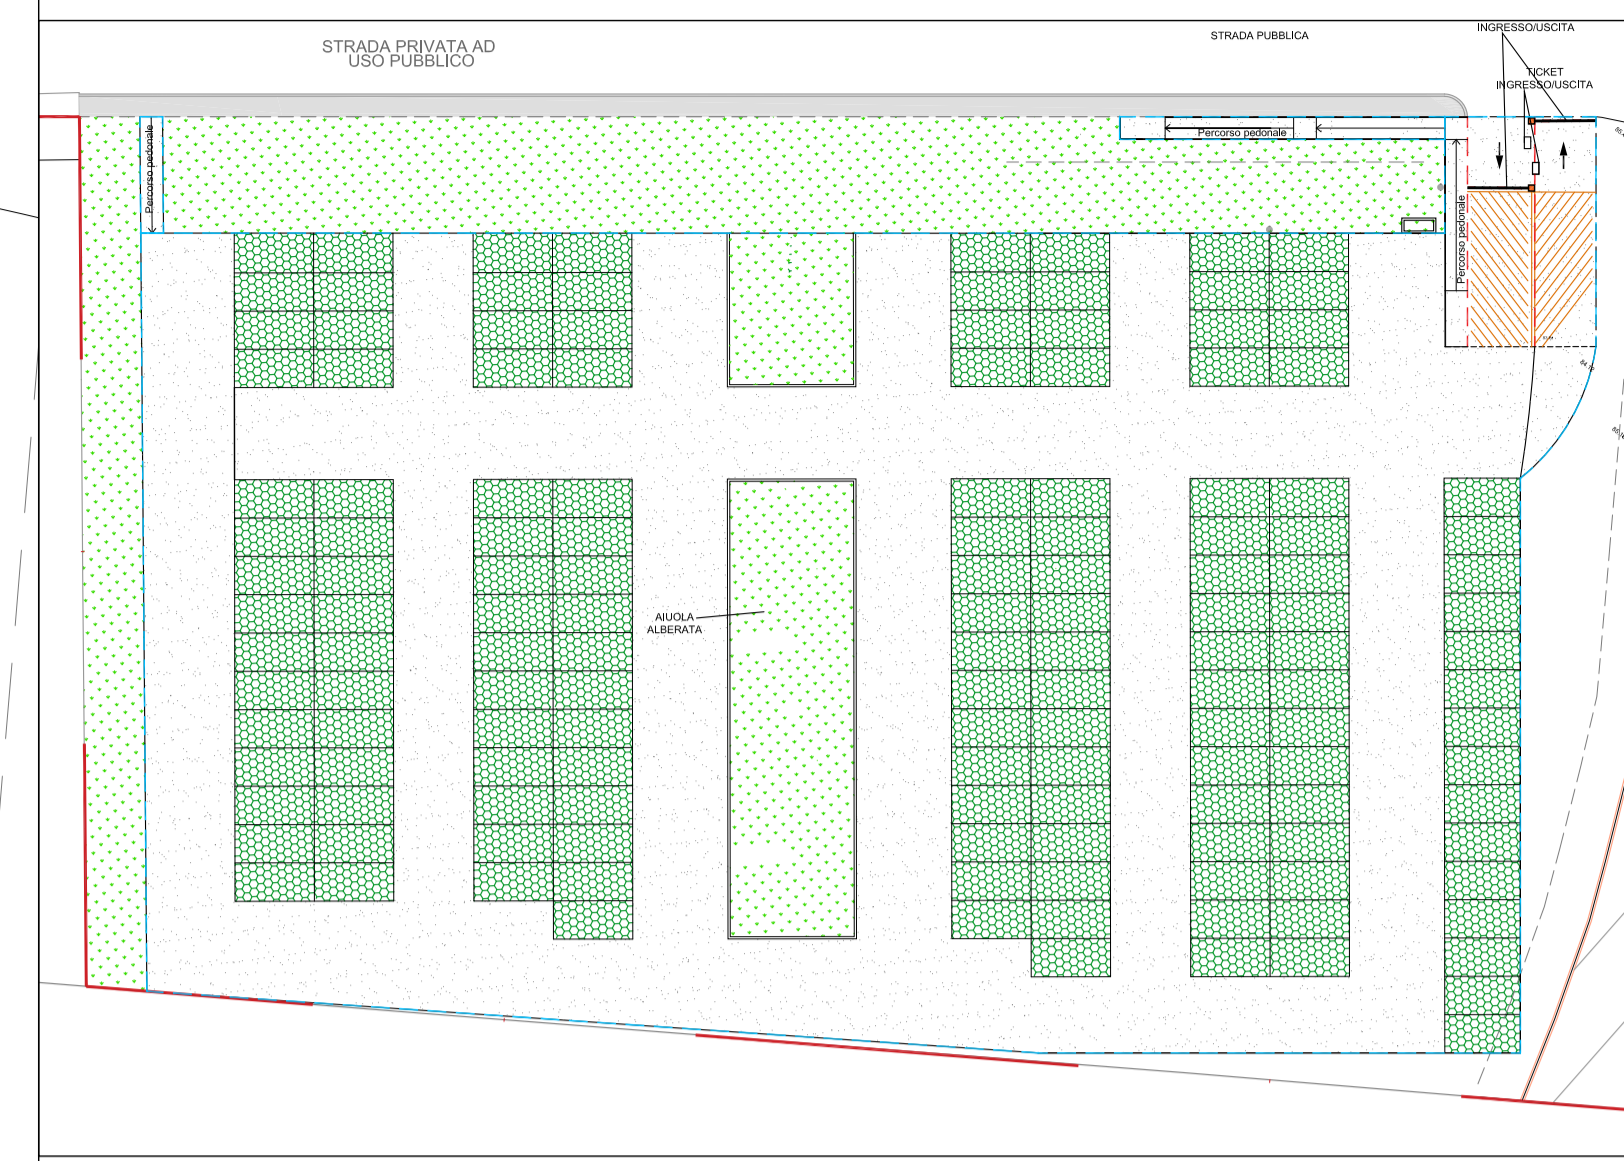 STRADA PRIVATA AD
USO PUBBLICO
STRADA PUBBLICA
INGRESSO/USCITA
TICKET
INGRESSO/USCITA
Percorso pedonale
Percorso pedonale
Percorso pedonale
AIUOLA
ALBERATA